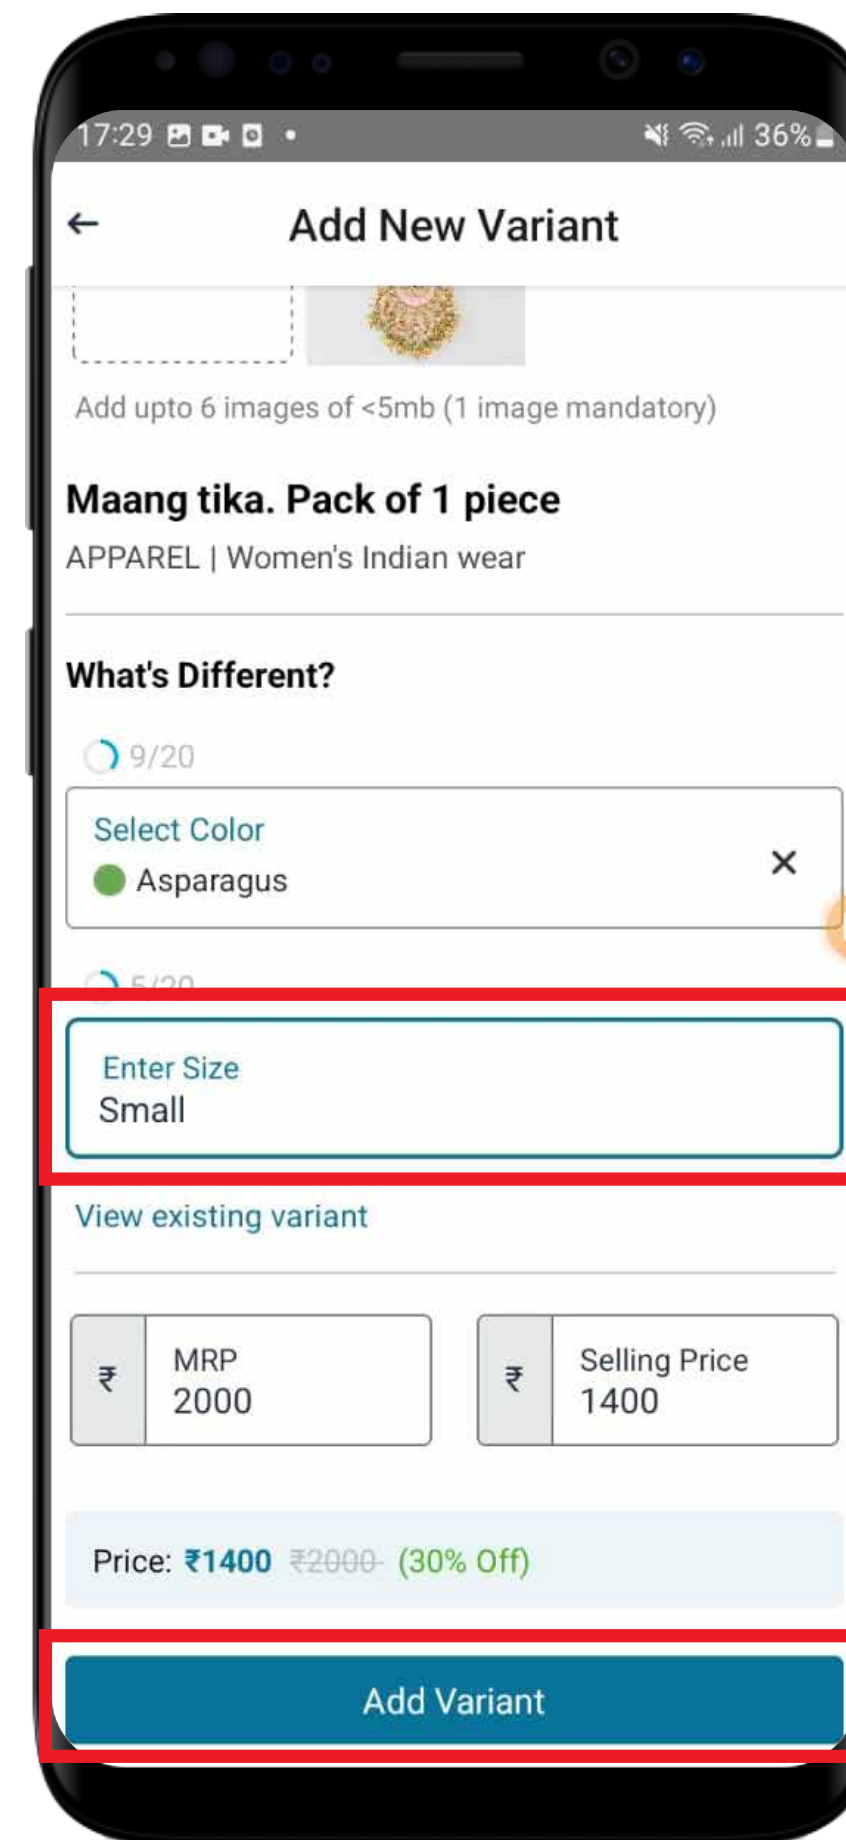 17:29
36%
Add New Variant
Add upto 6 images of <5mb (1 image mandatory)
Maang tika. Pack of 1 piece
APPAREL | Women's Indian wear
What's Different?
9/20
Select Color
Asparagus
5/20
Enter Size
Small
View existing variant
₹ MRP 2000
₹ Selling Price 1400
Price: ₹1400 ₹2000 (30% Off)
Add Variant